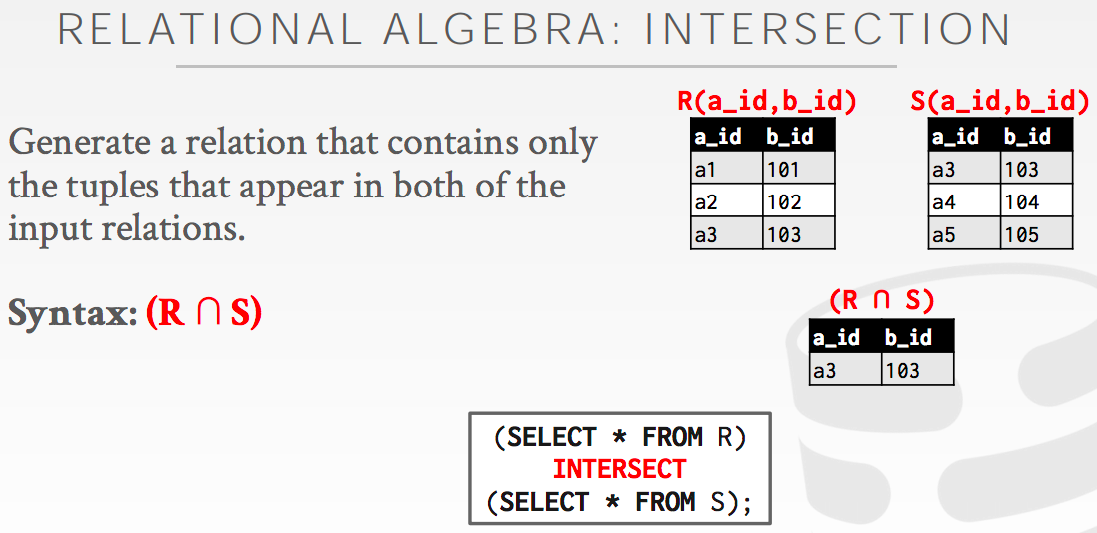 RELATIONAL ALGEBRA: INTERSECTION
Generate a relation that contains only
the tuples that appear in both of the
input relations.
Syntax: (R ∩ S)
R(a_id,b_id)
a_id b_id
a1 101
a2 102
a3 103
S(a_id,b_id)
a_id b_id
a3 103
a4 104
a5 105
(R ∩ S)
a_id b_id
a3 103
(SELECT * FROM R)
INTERSECT
(SELECT * FROM S);